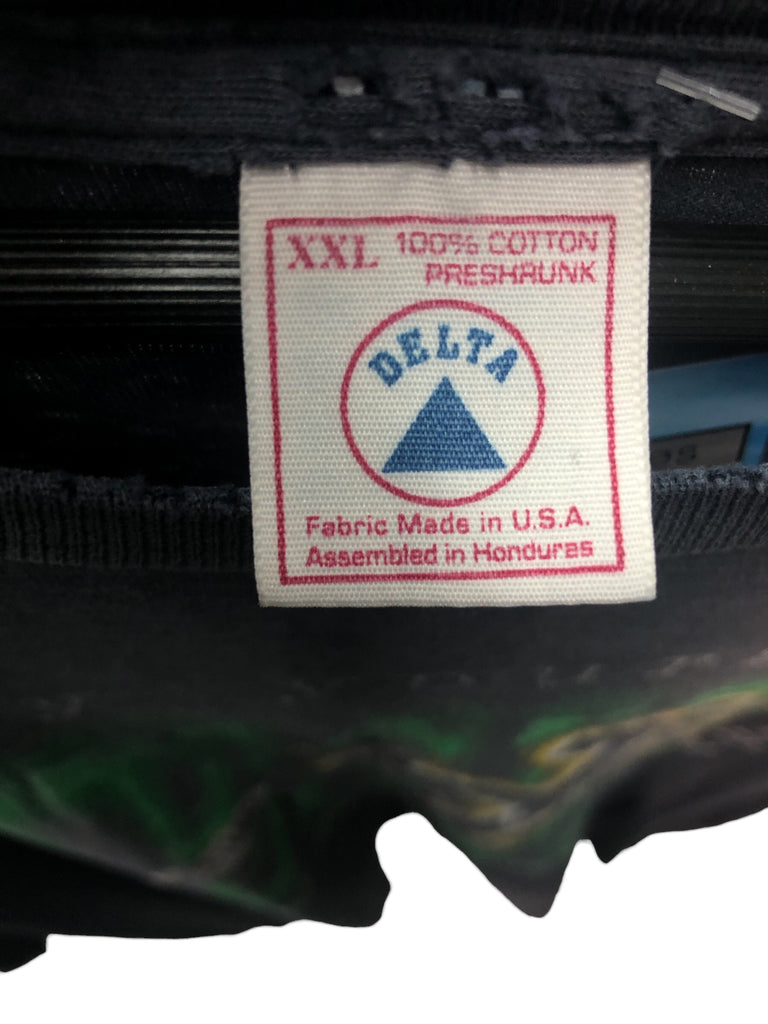 XXL 100% COTTON
PRESHRUNK
DELTA
Fabric Made in U.S.A.
Assembled in Honduras